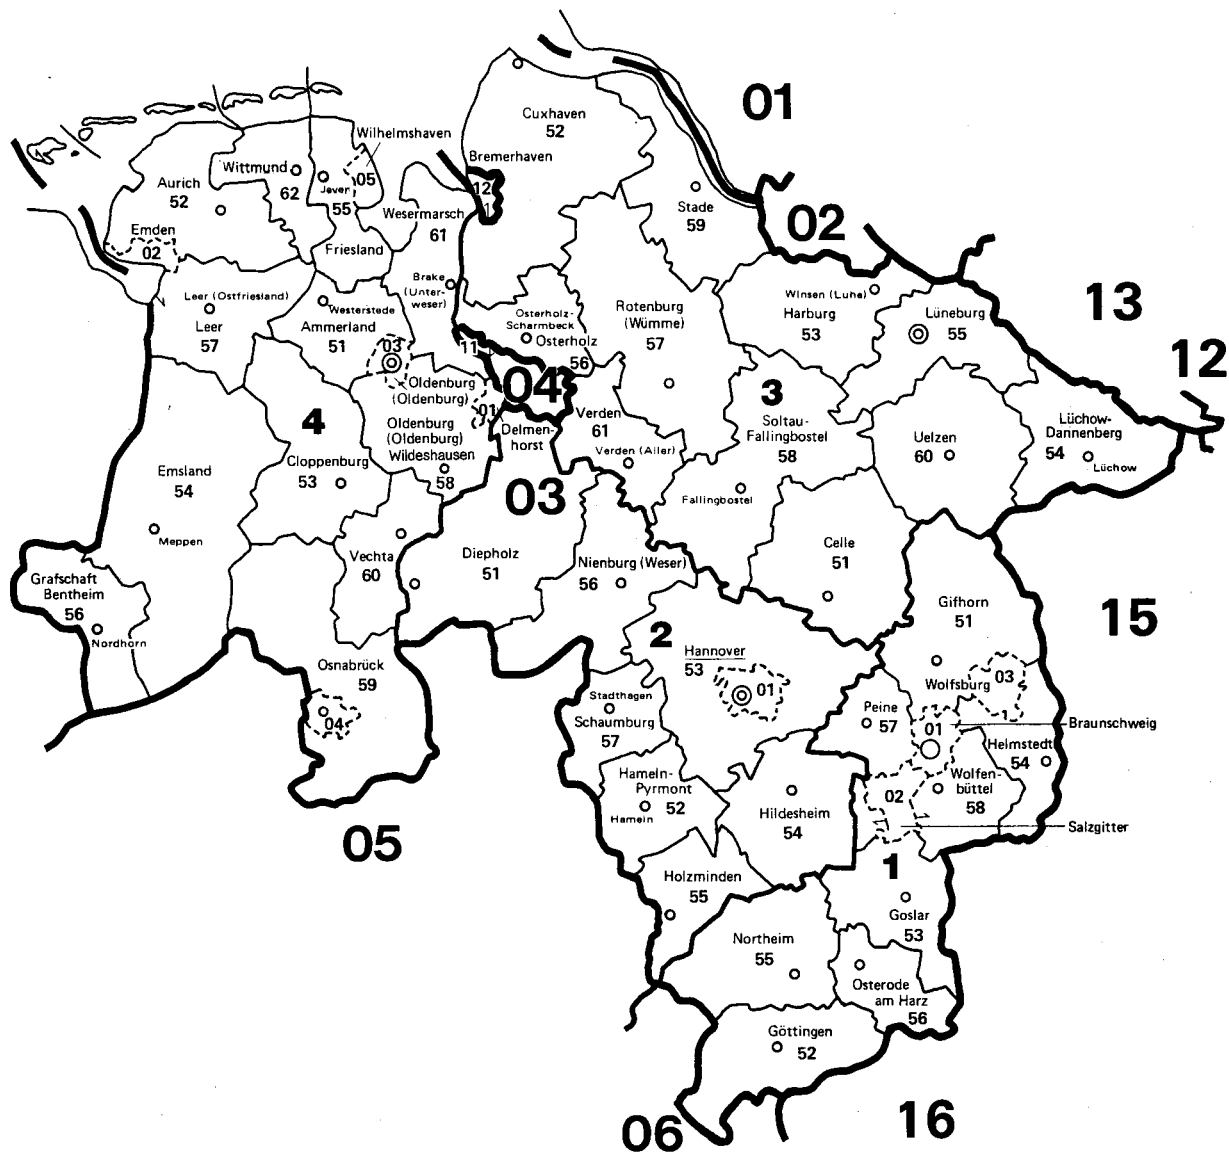 01
Cuxhaven
52
Wilhelmshaven
Bremerhaven
Wittmund
62
Jever
05
55
12
1
Aurich
52
Wesermarsch
61
Stade
59
02
Emden
02
Friesland
Brake
(Unter-
weser)
Leer (Ostfriesland)
Leer
57
Westerstede
Ammerland
51
Rotenburg
(Wümme)
57
Winsen (Luhe)
Harburg
53
Lüneburg
55
13
12
Osterholz-
Scharmbeck
Osterholz
56
11
04
03
Oldenburg
(Oldenburg)
01
Delmen-
horst
Oldenburg
(Oldenburg)
Wildeshausen
58
Verden
61
Verden (Aller)
3
Soltau-
Fallingbostel
58
Fallingbostel
Uelzen
60
Lüchow-
Dannenberg
54
Lüchow
4
Cloppenburg
53
Emsland
54
Meppen
03
Vechta
60
Diepholz
51
Nienburg (Weser)
56
Celle
51
Grafschaft
Bentheim
56
Nordhorn
Gifhorn
51
15
2
Hannover
53
01
Osnabrück
59
04
Stadthagen
Schaumburg
57
Wolfsburg
03
Peine
57
01
Braunschweig
Helmstedt
54
Hameln-
Pyrmont
52
Hameln
Hildesheim
54
02
Wolfen-
büttel
58
Salzgitter
05
1
Holzminden
55
Goslar
53
Northeim
55
Osterode
am Harz
56
Göttingen
52
06
16